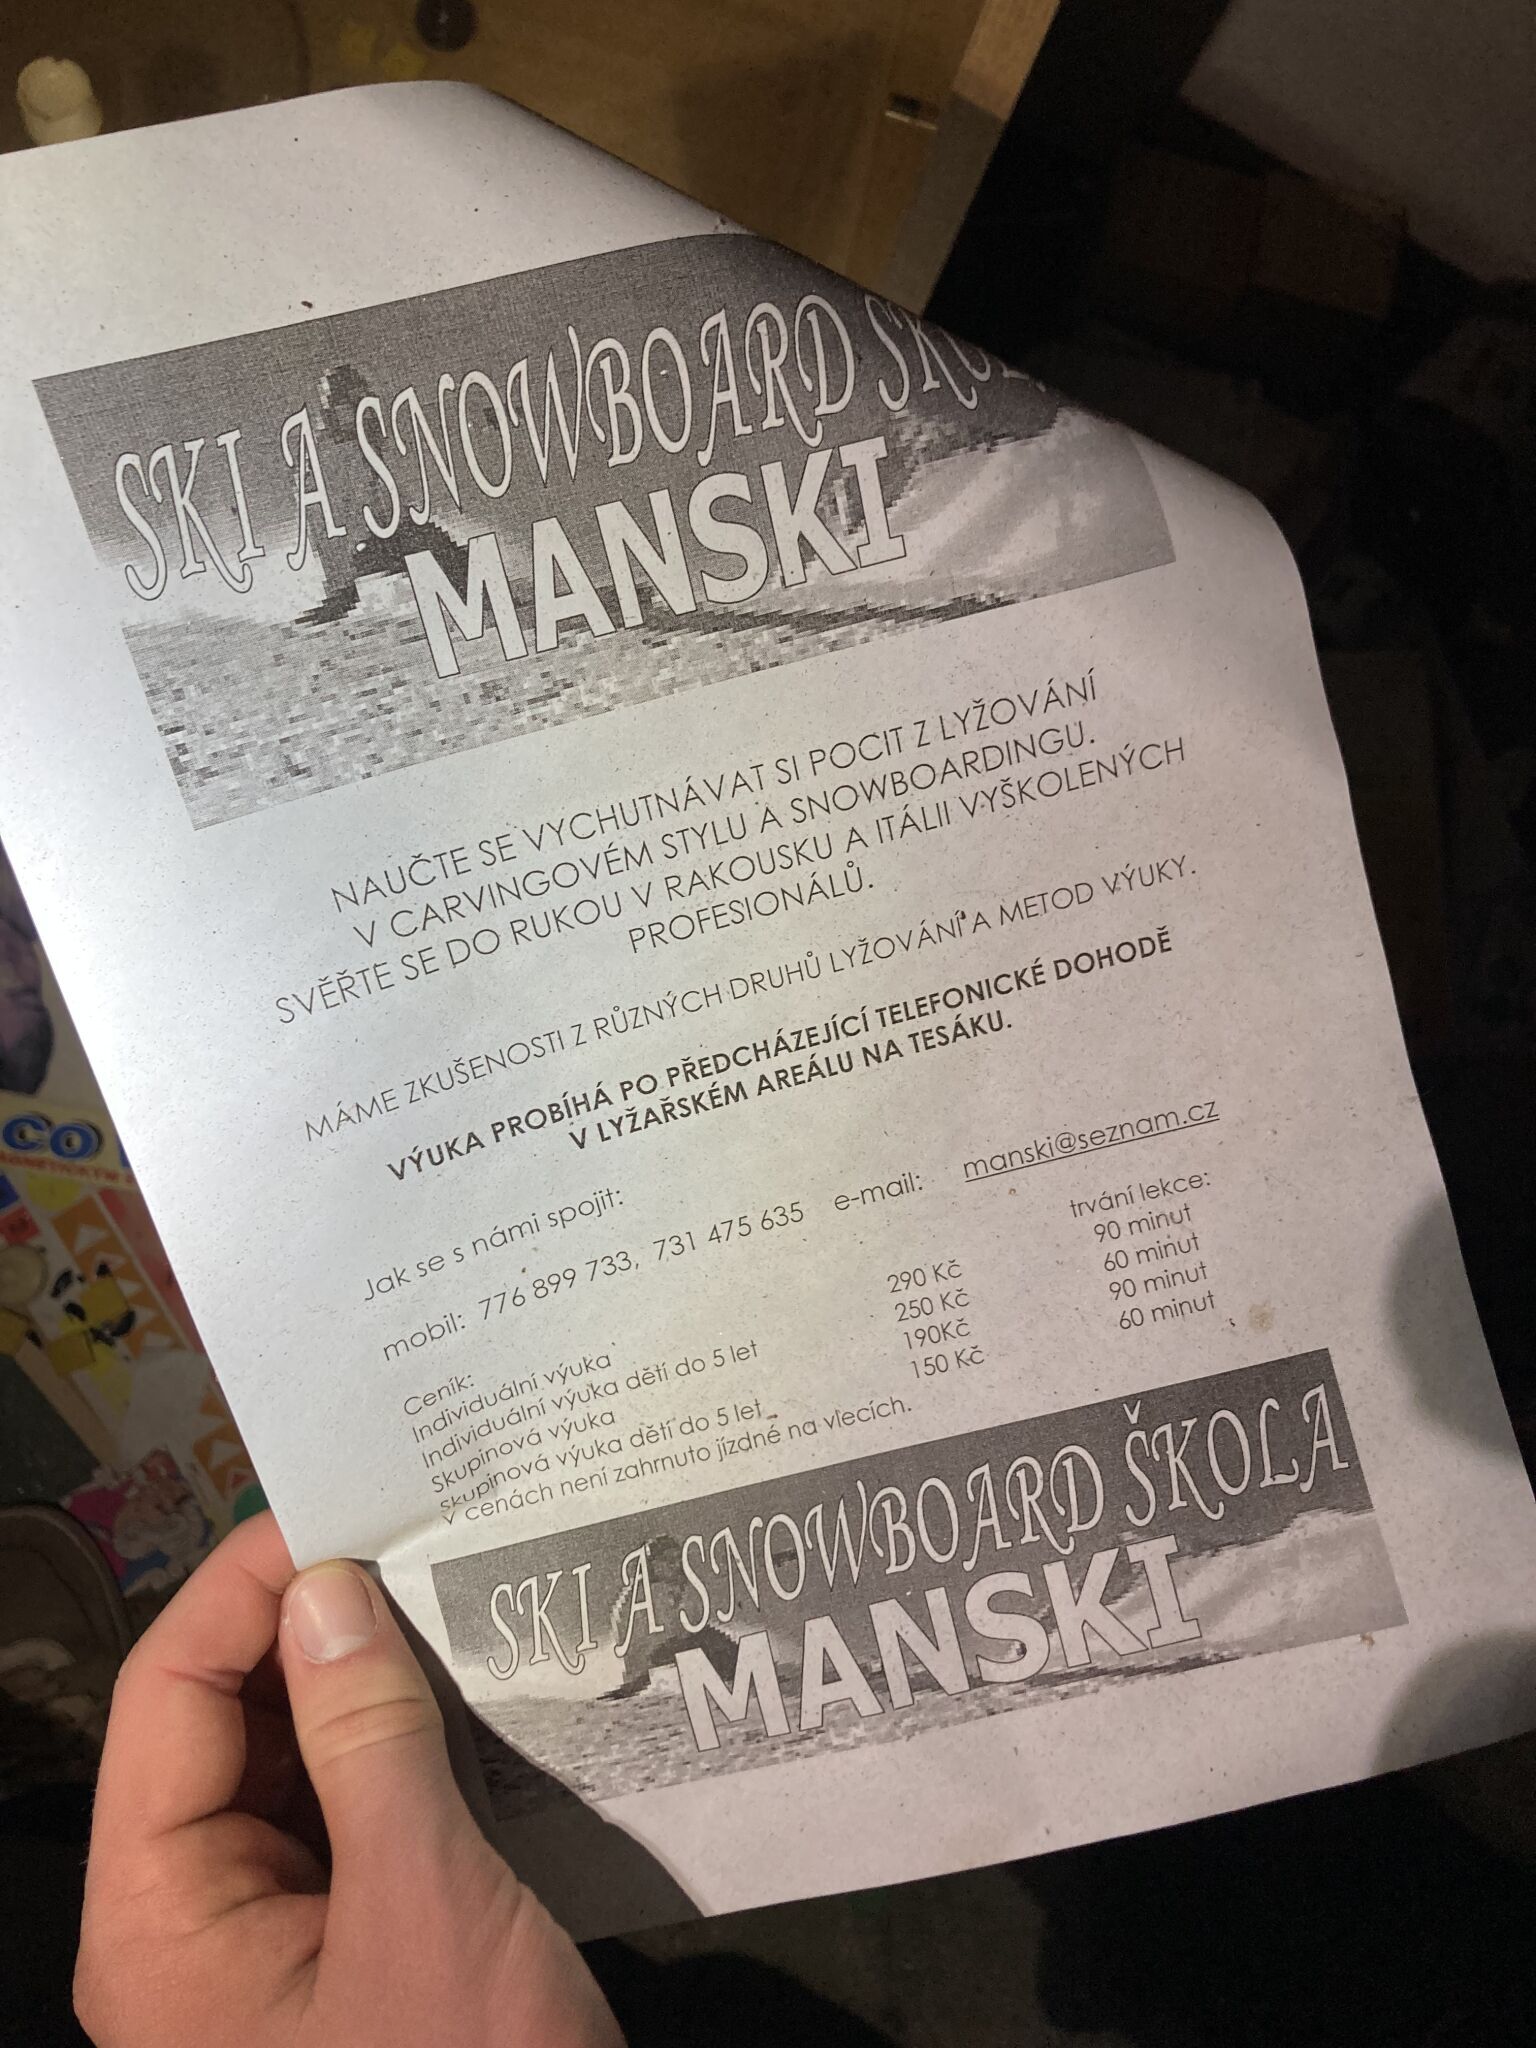 SKI A SNOWBOARD ŠKOLA
MANSKI
NAUČTE SE VYCHUTNÁVAT SI POCIT Z LYŽOVÁNÍ
V CARVINGOVÉM STYLU A SNOWBOARDINGU.
SVĚŘTE SE DO RUKOU V RAKOUSKU A ITÁLII VYŠKOLENÝCH
PROFESIONÁLŮ.
MÁME ZKUŠENOSTI Z RŮZNÝCH DRUHŮ LYŽOVÁNÍ A METOD VÝUKY.
VÝUKA PROBÍHÁ PO PŘEDCHÁZEJÍCÍ TELEFONICKÉ DOHODĚ
V LYŽAŘSKÉM AREÁLU NA TESÁKU.
Jak se s námi spojit:
mobil: 776 899 733, 731 475 635 e-mail: manski@seznam.cz
Ceník: trvání lekce:
Individuální výuka 290 Kč 90 minut
Individuální výuka dětí do 5 let 250 Kč 60 minut
Skupinová výuka 190Kč 90 minut
Skupinová výuka dětí do 5 let 150 Kč 60 minut
V cenách není zahrnuto jízdné na vlecích.
SKI A SNOWBOARD ŠKOLA
MANSKI
CO